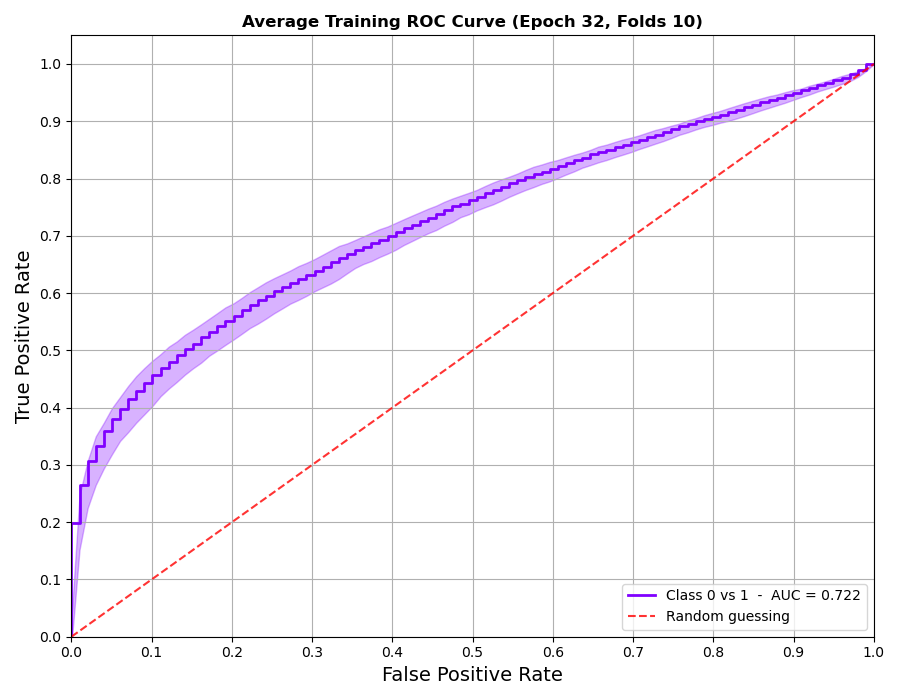 Average Training ROC Curve (Epoch 32, Folds 10)
True Positive Rate
1.0
0.9
0.8
0.7
0.6
0.5
0.4
0.3
0.2
0.1
0.0
Class 0 vs 1 - AUC = 0.722
Random guessing
0.0 0.1 0.2 0.3 0.4 0.5 0.6 0.7 0.8 0.9 1.0
False Positive Rate